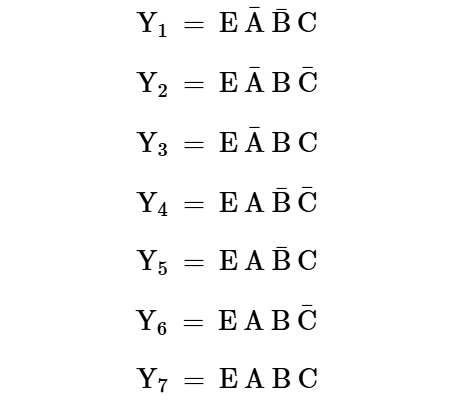 Y₁ = E Ā B̄ C
Y₂ = E Ā B C̄
Y₃ = E Ā B C
Y₄ = E A B̄ C̄
Y₅ = E A B̄ C
Y₆ = E A B C̄
Y₇ = E A B C